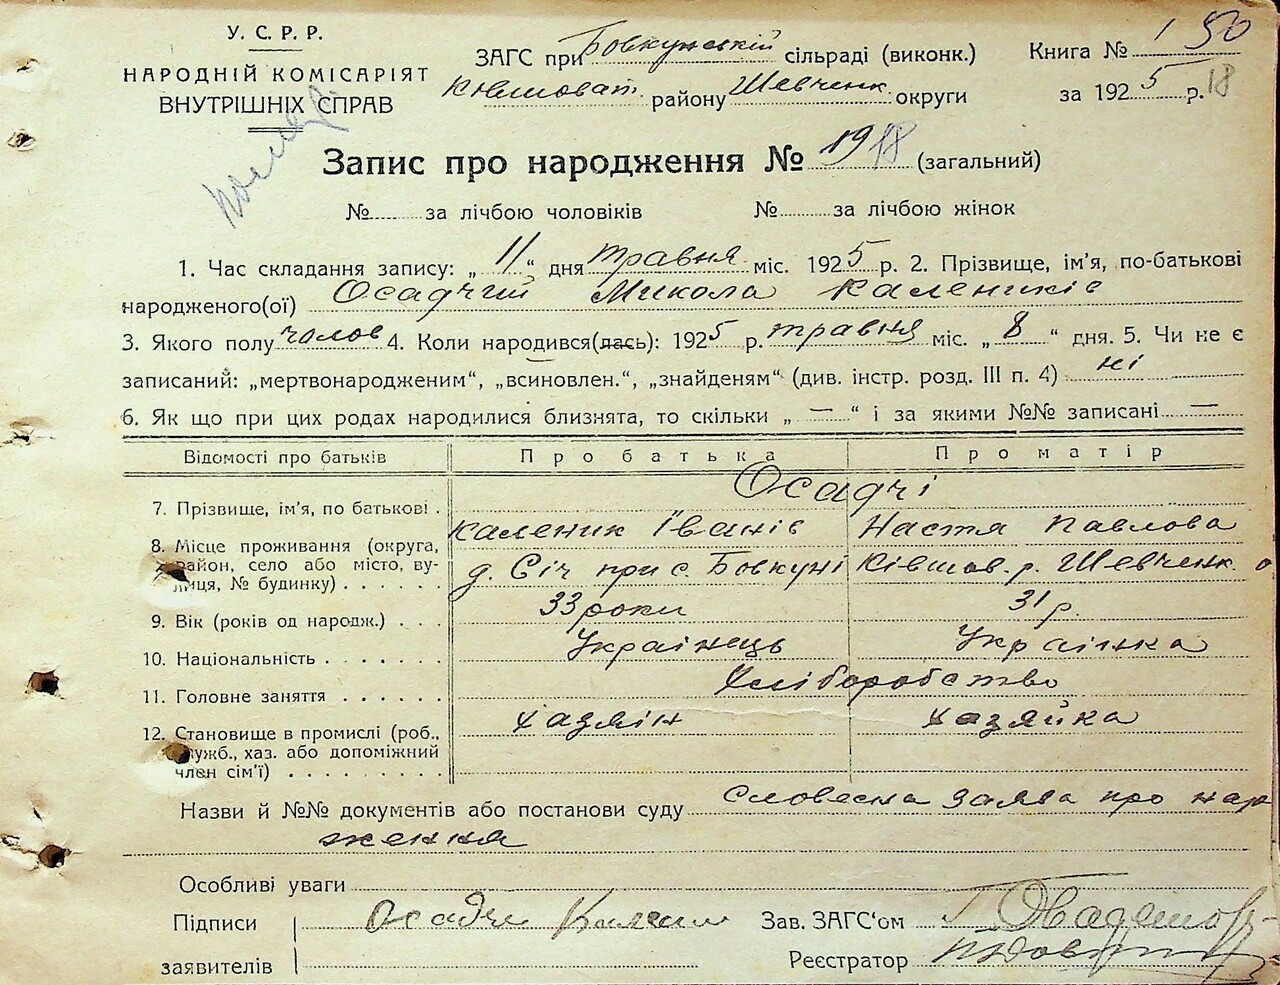 У. С. Р. Р.
НАРОДНІЙ КОМІСАРІЯТ
ВНУТРІШНІХ СПРАВ
ЗАГС при Бовкунській сільраді (виконк.)
району Шевченк. округи
Книга № 1 50
за 1925 р. 18
Запис про народження № 19 18 (загальний)
№ за лічбою чоловіків № за лічбою жінок
1. Час складання запису: „ 11 “ дня травня міс. 1925 р. 2. Прізвище, ім'я, по-батькові
народженого(ої) Осадчий Микола Калеників
3. Якого полу чолов 4. Коли народився(лась): 1925 р. травня міс. „ 8 “ дня. 5. Чи не є
записаний: „мертвонародженим“, „всиновлен.“, „знайденям“ (див. інстр. розд. III п. 4) ні
6. Як що при цих родах народилися близнята, то скільки „ — “ і за якими №№ записані —
Відомості про батьків Про батька Про матір
Осадчі
7. Прізвище, ім'я, по батькові . Каленик Іванів Настя Павлова
8. Місце проживання (округа,
район, село або місто, ву- д. Січ при с. Бовкуні Ківшов. р. Шевченк. о
лиця, № будинку) . . . . . .
9. Вік (років од народж.) . . . 33 роки 31 р.
10. Національність . . . . . . . Українець Українка
11. Головне заняття . . . . . . Хліборобство
12. Становище в промислі (роб., хазяін хазяйка
служб., хаз. або допоміжний
член сім'ї) . . . . . . . . .
Назви й №№ документів або постанови суду Словесна заява про нар
ження
Особливі уваги
Підписи Осадчи Зав. ЗАГС'ом
заявителів Реєстратор